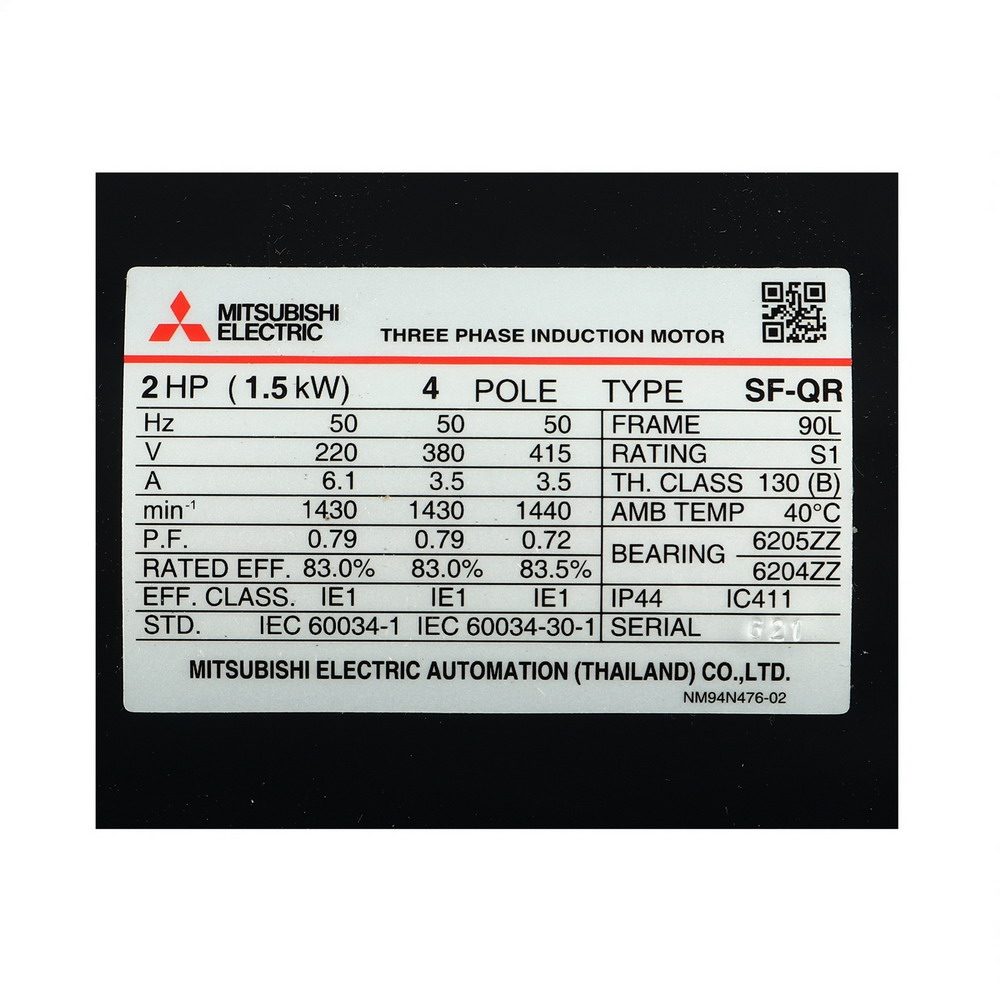 MITSUBISHI
ELECTRIC
THREE PHASE INDUCTION MOTOR
2 HP (1.5 kW) 4 POLE TYPE SF-QR
Hz 50 50 50 FRAME 90L
V 220 380 415 RATING S1
A 6.1 3.5 3.5 TH. CLASS 130 (B)
min⁻¹ 1430 1430 1440 AMB TEMP 40°C
P.F. 0.79 0.79 0.72 BEARING 6205ZZ
RATED EFF. 83.0% 83.0% 83.5% 6204ZZ
EFF. CLASS. IE1 IE1 IE1 IP44 IC411
STD. IEC 60034-1 IEC 60034-30-1 SERIAL
MITSUBISHI ELECTRIC AUTOMATION (THAILAND) CO.,LTD.
NM94N476-02